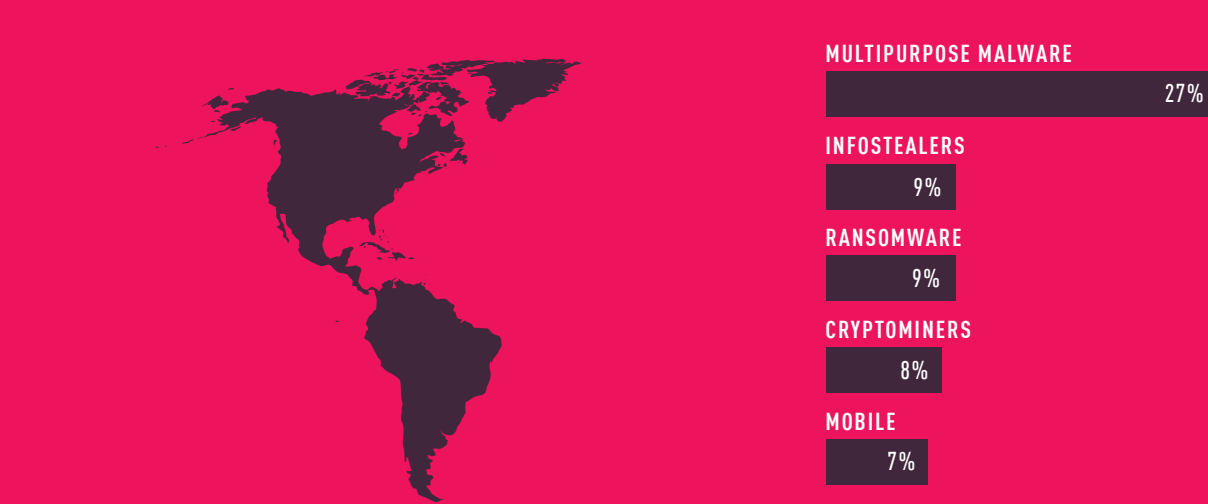 MULTIPURPOSE MALWARE
27%
INFOSTEALERS
9%
RANSOMWARE
9%
CRYPTOMINERS
8%
MOBILE
7%